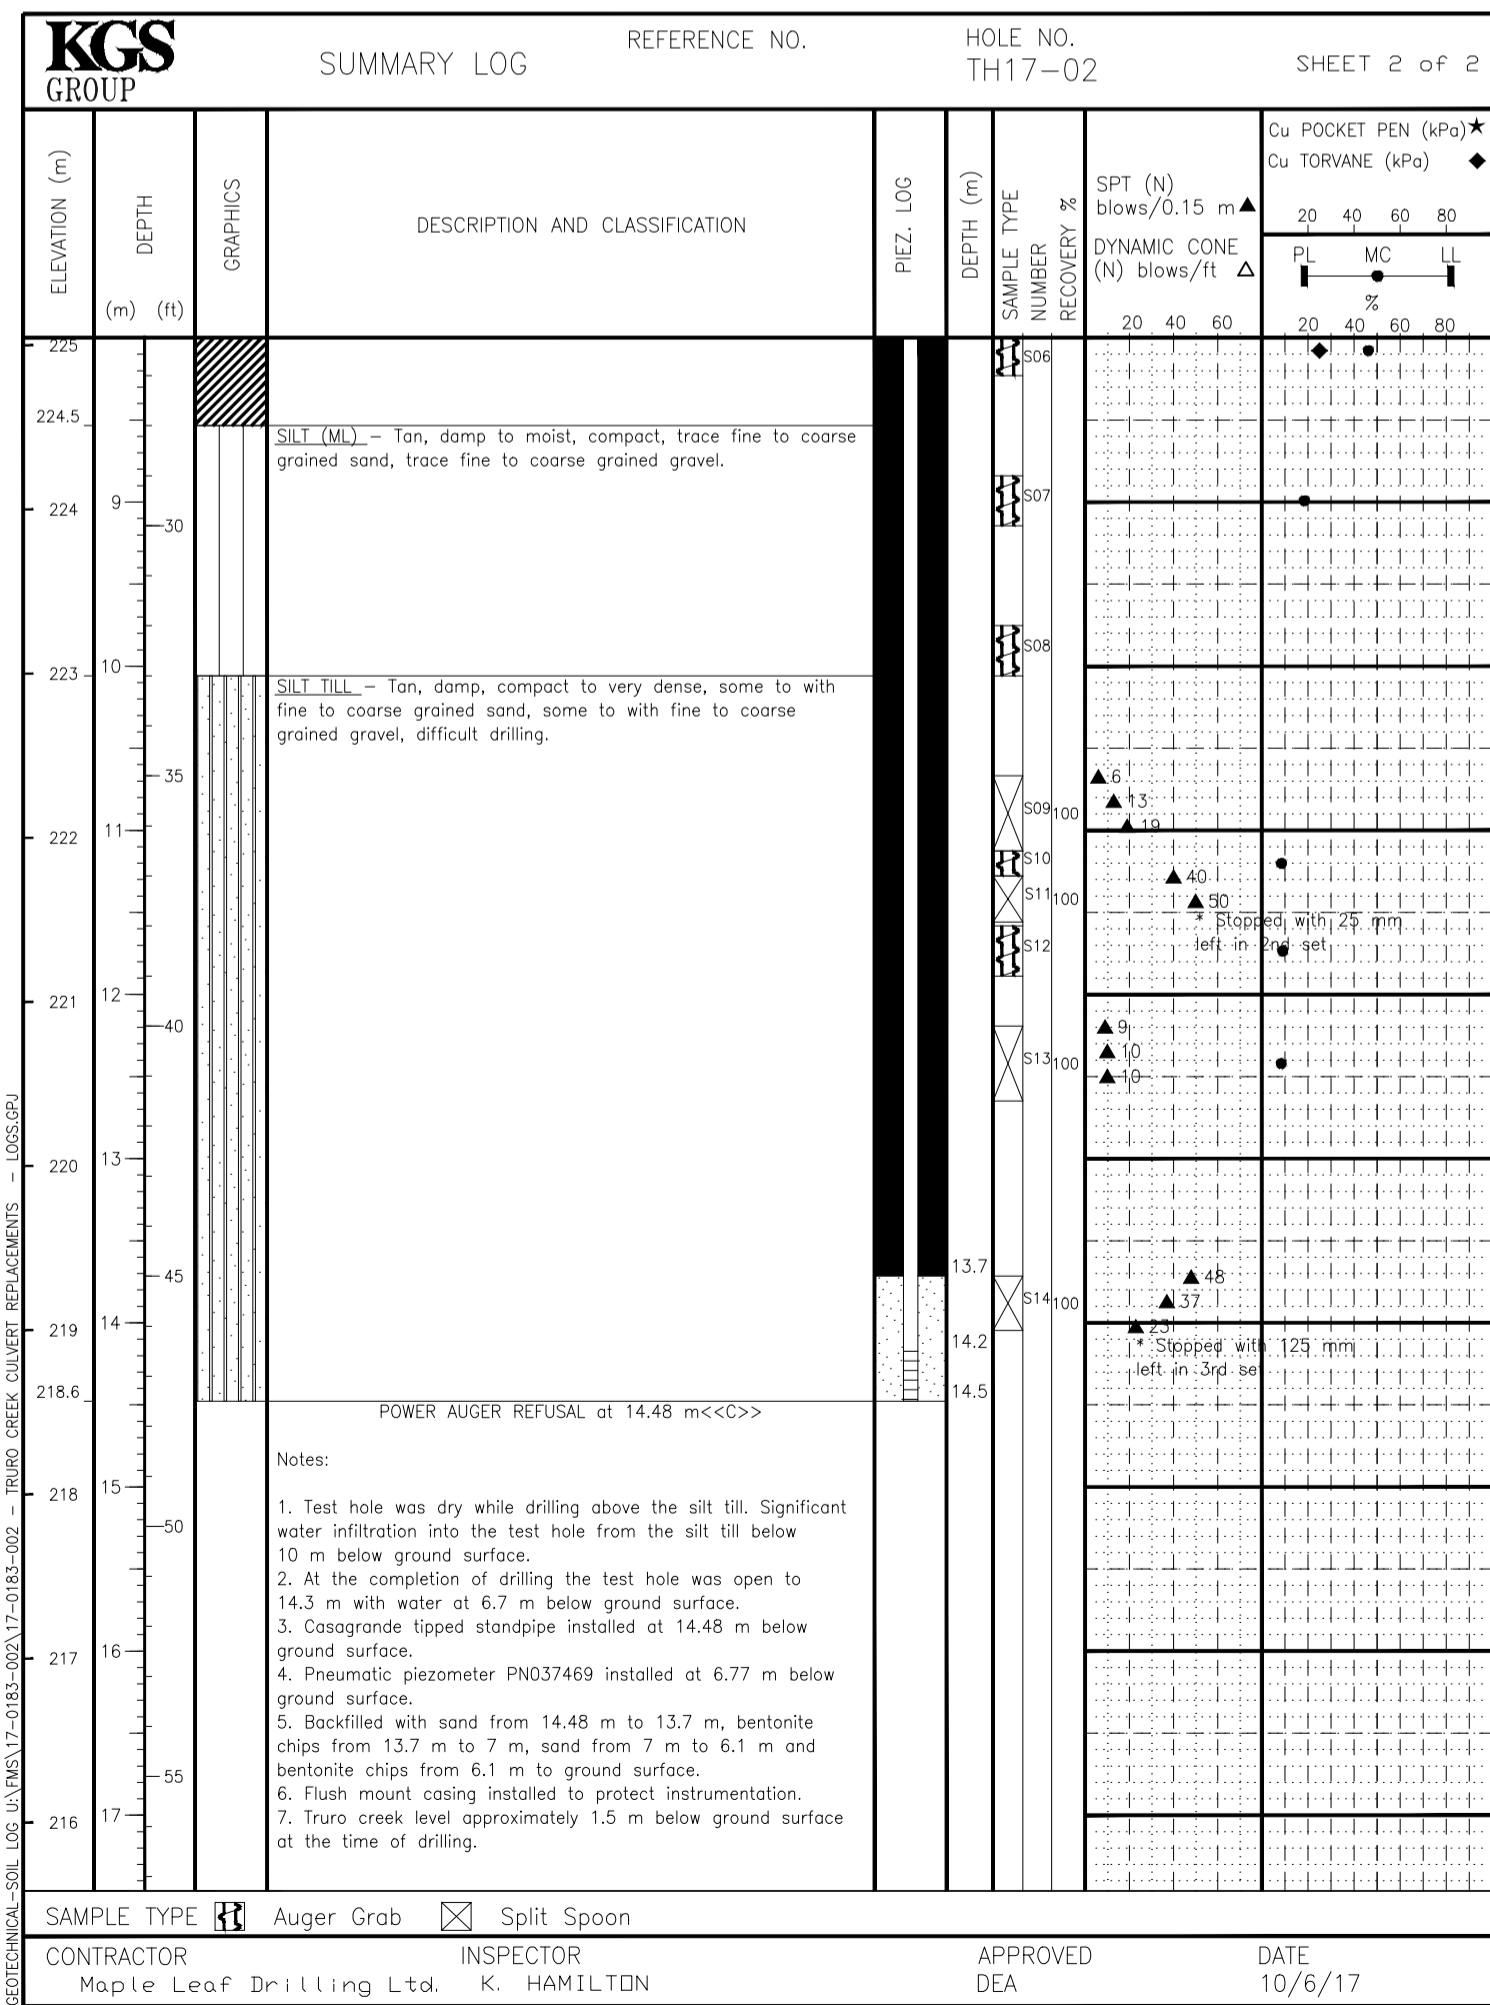 KGS
GROUP
SUMMARY LOG
REFERENCE NO.
HOLE NO.
TH17-02
SHEET 2 of 2
ELEVATION (m)
DEPTH
(m) (ft)
GRAPHICS
DESCRIPTION AND CLASSIFICATION
PIEZ. LOG
DEPTH (m)
SAMPLE TYPE
NUMBER
RECOVERY %
SPT (N)
blows/0.15 m ▲
DYNAMIC CONE
(N) blows/ft △
20 40 60
Cu POCKET PEN (kPa) ★
Cu TORVANE (kPa) ◆
20 40 60 80
PL MC LL
%
20 40 60 80
225
S06
224.5
SILT (ML) – Tan, damp to moist, compact, trace fine to coarse
grained sand, trace fine to coarse grained gravel.
S07
224
9
30
S08
223
10
SILT TILL – Tan, damp, compact to very dense, some to with
fine to coarse grained sand, some to with fine to coarse
grained gravel, difficult drilling.
35
6
13
S09 100
19
222
11
S10
40
S11 100
50
* Stopped with 25 mm
left in 2nd set
S12
221
12
40
9
10
S13 100
10
220
13
13.7
45
48
S14 100
37
23
219
14
14.2
* Stopped with 125 mm
left in 3rd set
218.6
14.5
POWER AUGER REFUSAL at 14.48 m<<C>>
Notes:
218
15
50
1. Test hole was dry while drilling above the silt till. Significant
water infiltration into the test hole from the silt till below
10 m below ground surface.
2. At the completion of drilling the test hole was open to
14.3 m with water at 6.7 m below ground surface.
3. Casagrande tipped standpipe installed at 14.48 m below
ground surface.
217
16
4. Pneumatic piezometer PN037469 installed at 6.77 m below
ground surface.
5. Backfilled with sand from 14.48 m to 13.7 m, bentonite
chips from 13.7 m to 7 m, sand from 7 m to 6.1 m and
bentonite chips from 6.1 m to ground surface.
55
6. Flush mount casing installed to protect instrumentation.
7. Truro creek level approximately 1.5 m below ground surface
at the time of drilling.
216
17
GEOTECHNICAL-SOIL LOG U:\FMS\17-0183-002\17-0183-002 - TRURO CREEK CULVERT REPLACEMENTS - LOGS.GPJ
SAMPLE TYPE Auger Grab Split Spoon
CONTRACTOR
Maple Leaf Drilling Ltd.
INSPECTOR
K. HAMILTON
APPROVED
DEA
DATE
10/6/17